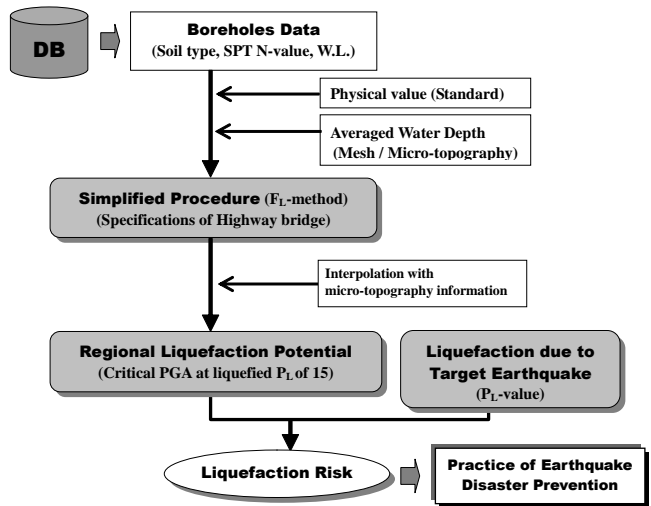 DB
Boreholes Data
(Soil type, SPT N-value, W.L.)
Physical value (Standard)
Averaged Water Depth
(Mesh / Micro-topography)
Simplified Procedure (FL-method)
(Specifications of Highway bridge)
Interpolation with
micro-topography information
Regional Liquefaction Potential
(Critical PGA at liquefied PL of 15)
Liquefaction due to
Target Earthquake
(PL-value)
Liquefaction Risk
Practice of Earthquake
Disaster Prevention